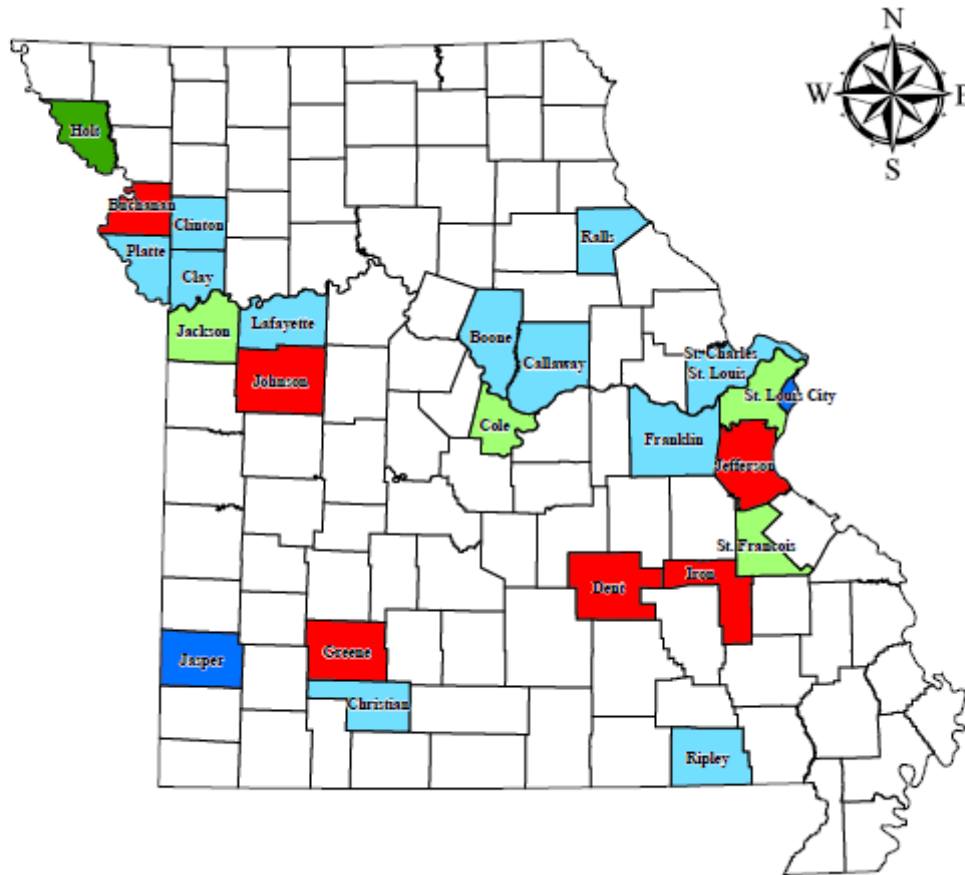 N
W
E
S
Holt
Buchanan
Clinton
Platte
Clay
Ralls
Jackson
Lafayette
Boone
Callaway
St. Charles
St. Louis
St. Louis City
Johnson
Cole
Franklin
Jefferson
St. Francois
Dent
Iron
Jasper
Greene
Christian
Ripley